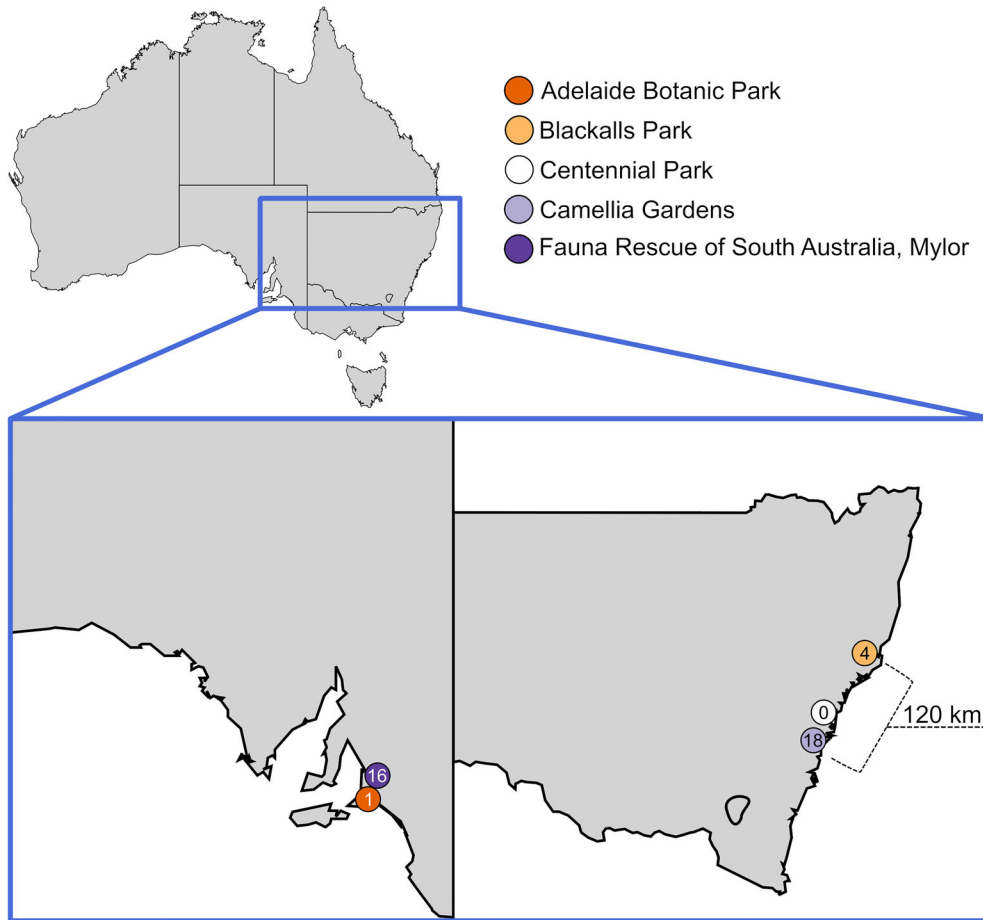 Adelaide Botanic Park
Blackalls Park
Centennial Park
Camellia Gardens
Fauna Rescue of South Australia, Mylor
4
0
120 km
18
16
1